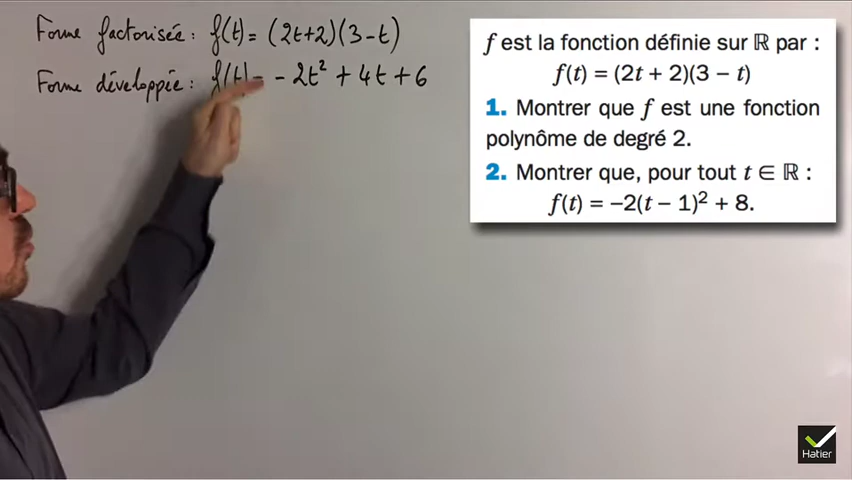 Forme factorisée : f(t) = (2t+2)(3-t)
Forme développée : f(t) = - 2t² + 4t + 6
f est la fonction définie sur ℝ par :
f(t) = (2t + 2)(3 − t)
1. Montrer que f est une fonction
polynôme de degré 2.
2. Montrer que, pour tout t ∈ ℝ :
f(t) = −2(t − 1)² + 8.
Hatier